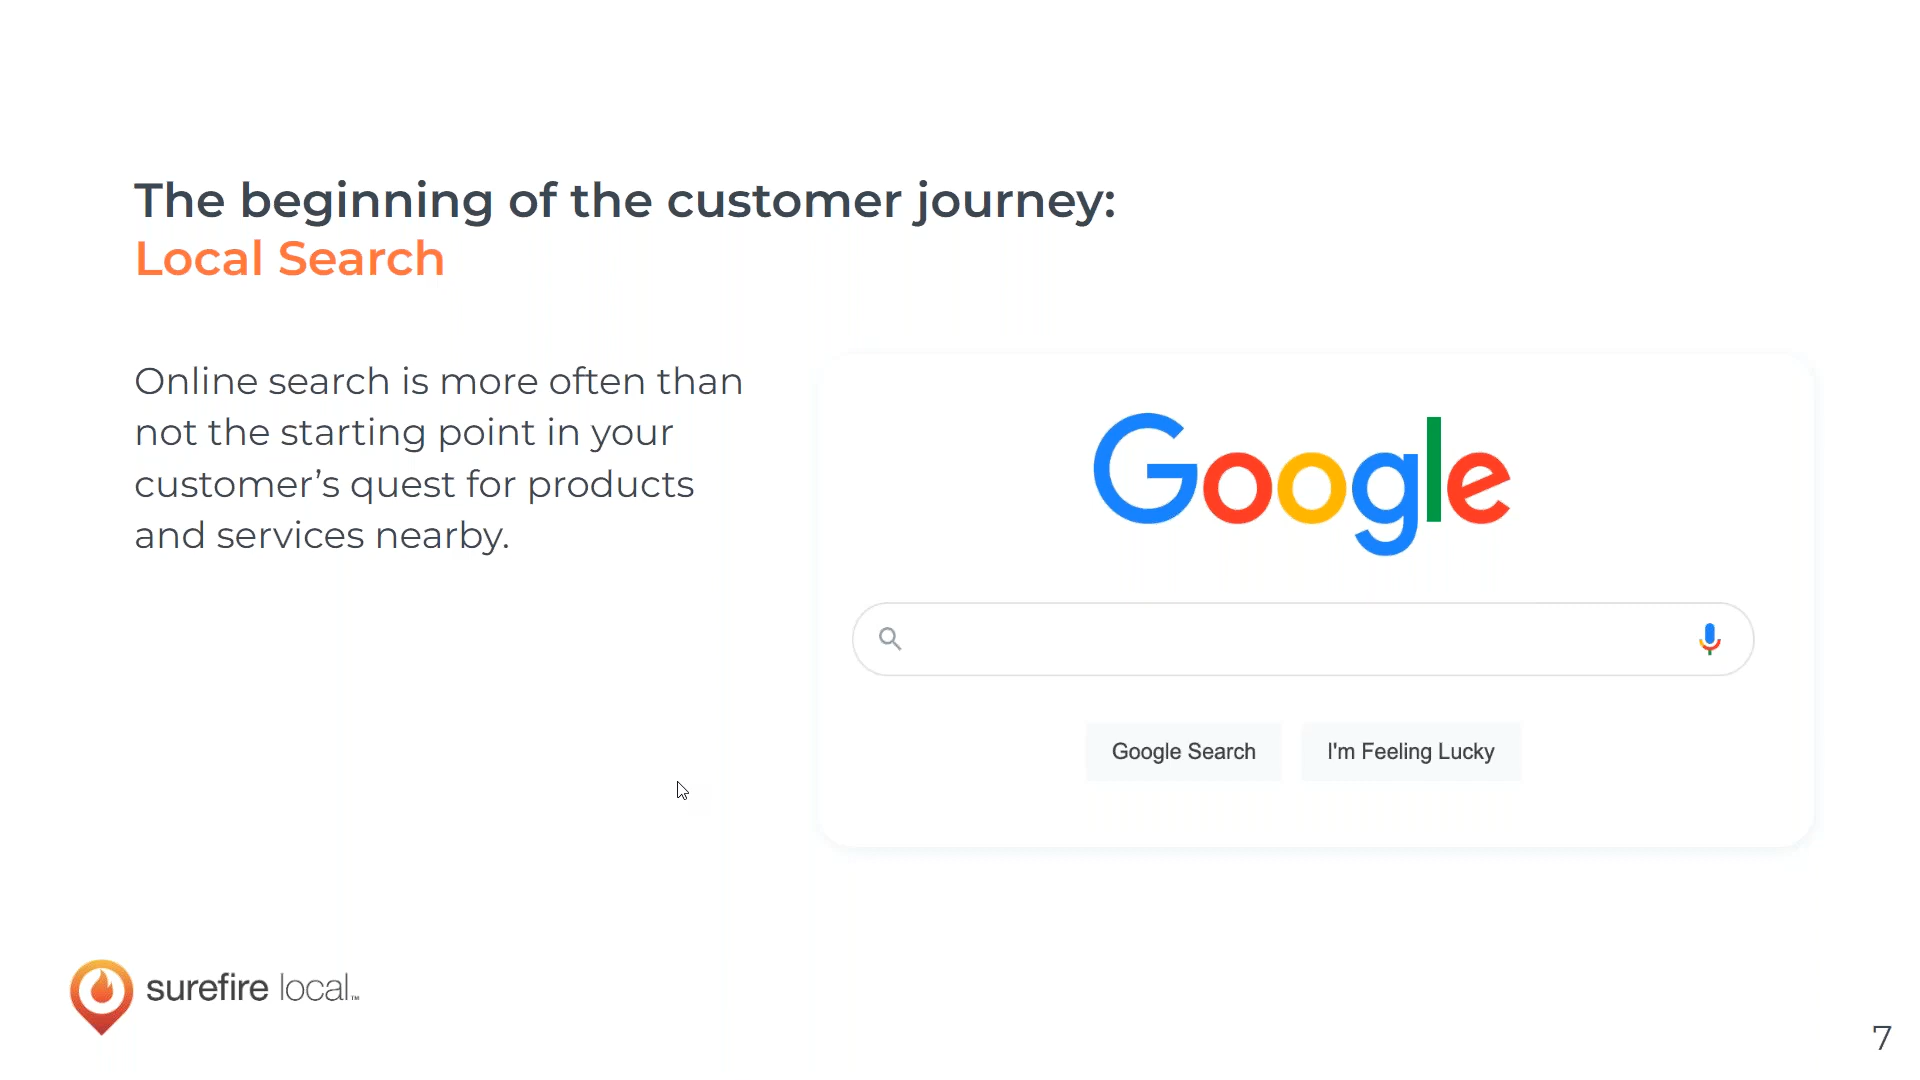 The beginning of the customer journey:
Local Search
Online search is more often than
not the starting point in your
customer’s quest for products
and services nearby.
Google
Google Search
I'm Feeling Lucky
surefire local™
7